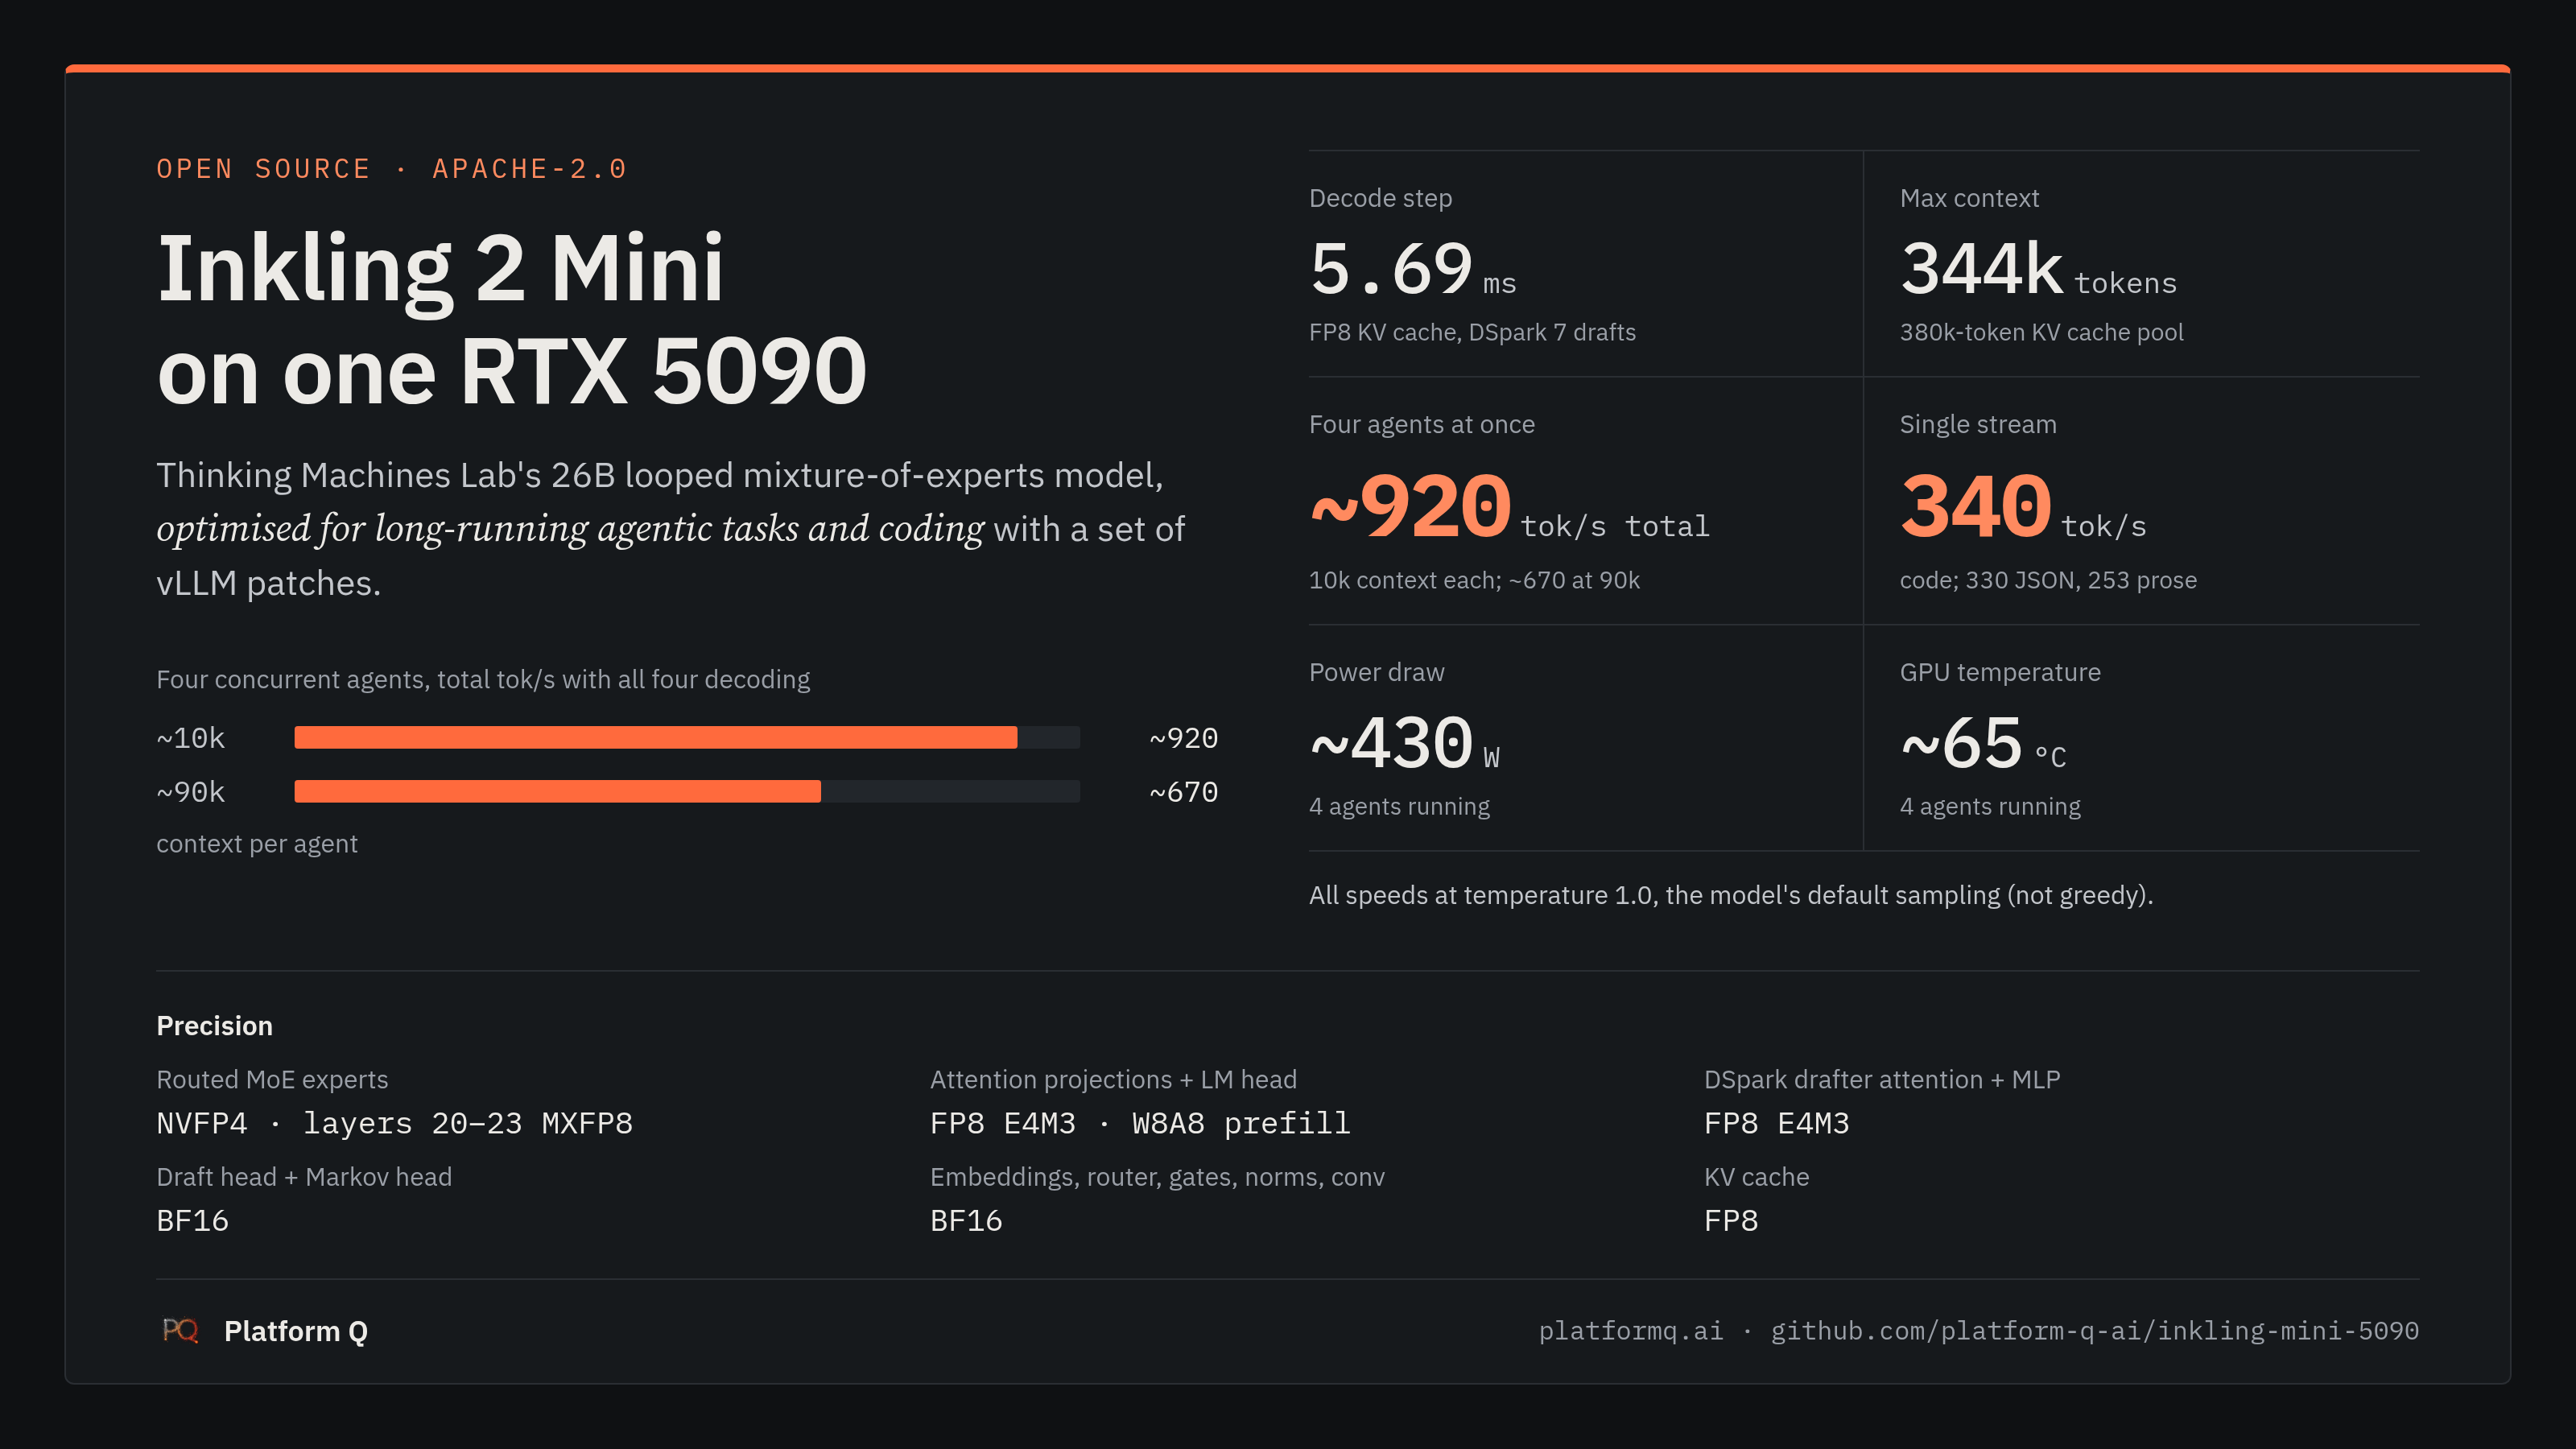 OPEN SOURCE · APACHE-2.0
Inkling 2 Mini
on one RTX 5090
Thinking Machines Lab's 26B looped mixture-of-experts model,
optimised for long-running agentic tasks and coding with a set of
vLLM patches.
Four concurrent agents, total tok/s with all four decoding
~10k ~920
~90k ~670
context per agent
Decode step
5.69 ms
FP8 KV cache, DSpark 7 drafts
Max context
344k tokens
380k-token KV cache pool
Four agents at once
~920 tok/s total
10k context each; ~670 at 90k
Single stream
340 tok/s
code; 330 JSON, 253 prose
Power draw
~430 W
4 agents running
GPU temperature
~65 °C
4 agents running
All speeds at temperature 1.0, the model's default sampling (not greedy).
Precision
Routed MoE experts
NVFP4 · layers 20–23 MXFP8
Attention projections + LM head
FP8 E4M3 · W8A8 prefill
DSpark drafter attention + MLP
FP8 E4M3
Draft head + Markov head
BF16
Embeddings, router, gates, norms, conv
BF16
KV cache
FP8
PQ Platform Q
platformq.ai · github.com/platform-q-ai/inkling-mini-5090